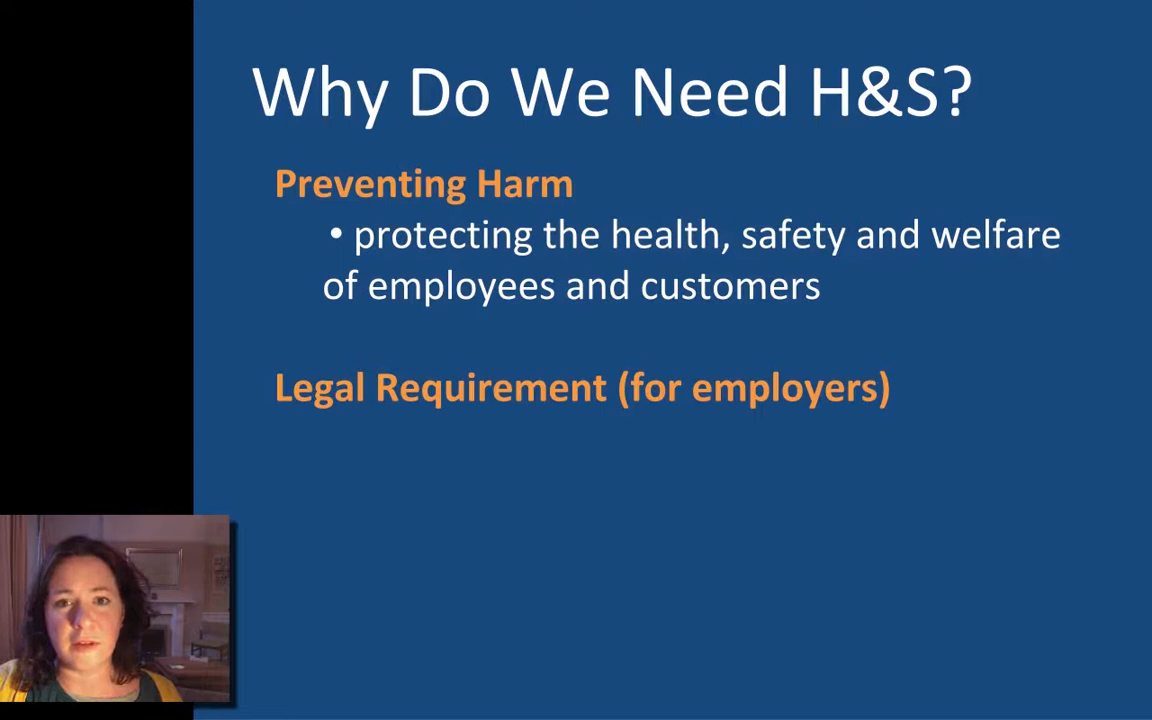 Why Do We Need H&S?
Preventing Harm
• protecting the health, safety and welfare
of employees and customers
Legal Requirement (for employers)